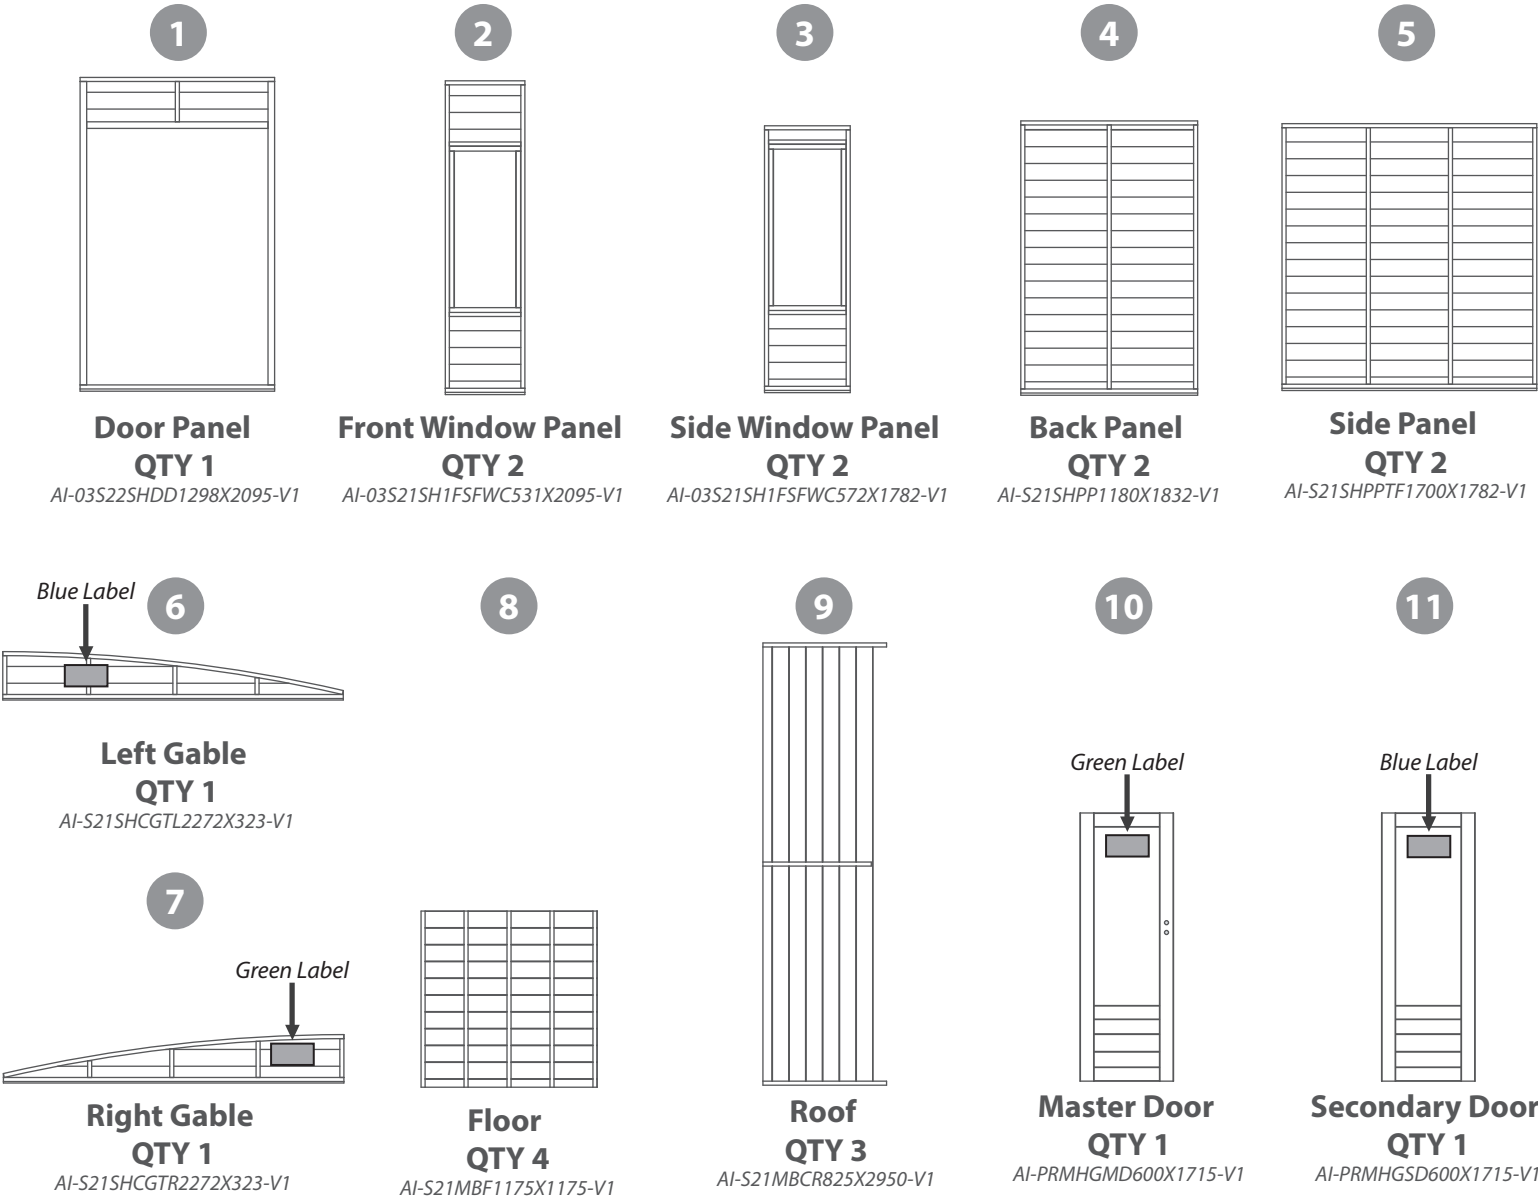 1
Door Panel
QTY 1
AI-03S22SHDD1298X2095-V1
2
Front Window Panel
QTY 2
AI-03S21SH1FSFWC531X2095-V1
3
Side Window Panel
QTY 2
AI-03S21SH1FSFWC572X1782-V1
4
Back Panel
QTY 2
AI-S21SHPP1180X1832-V1
5
Side Panel
QTY 2
AI-S21SHPPTF1700X1782-V1
Blue Label
6
Left Gable
QTY 1
AI-S21SHCGTL2272X323-V1
7
Green Label
Right Gable
QTY 1
AI-S21SHCGTR2272X323-V1
8
Floor
QTY 4
AI-S21MBF1175X1175-V1
9
Roof
QTY 3
AI-S21MBCR825X2950-V1
10
Green Label
Master Door
QTY 1
AI-PRMHGMD600X1715-V1
11
Blue Label
Secondary Door
QTY 1
AI-PRMHGSD600X1715-V1